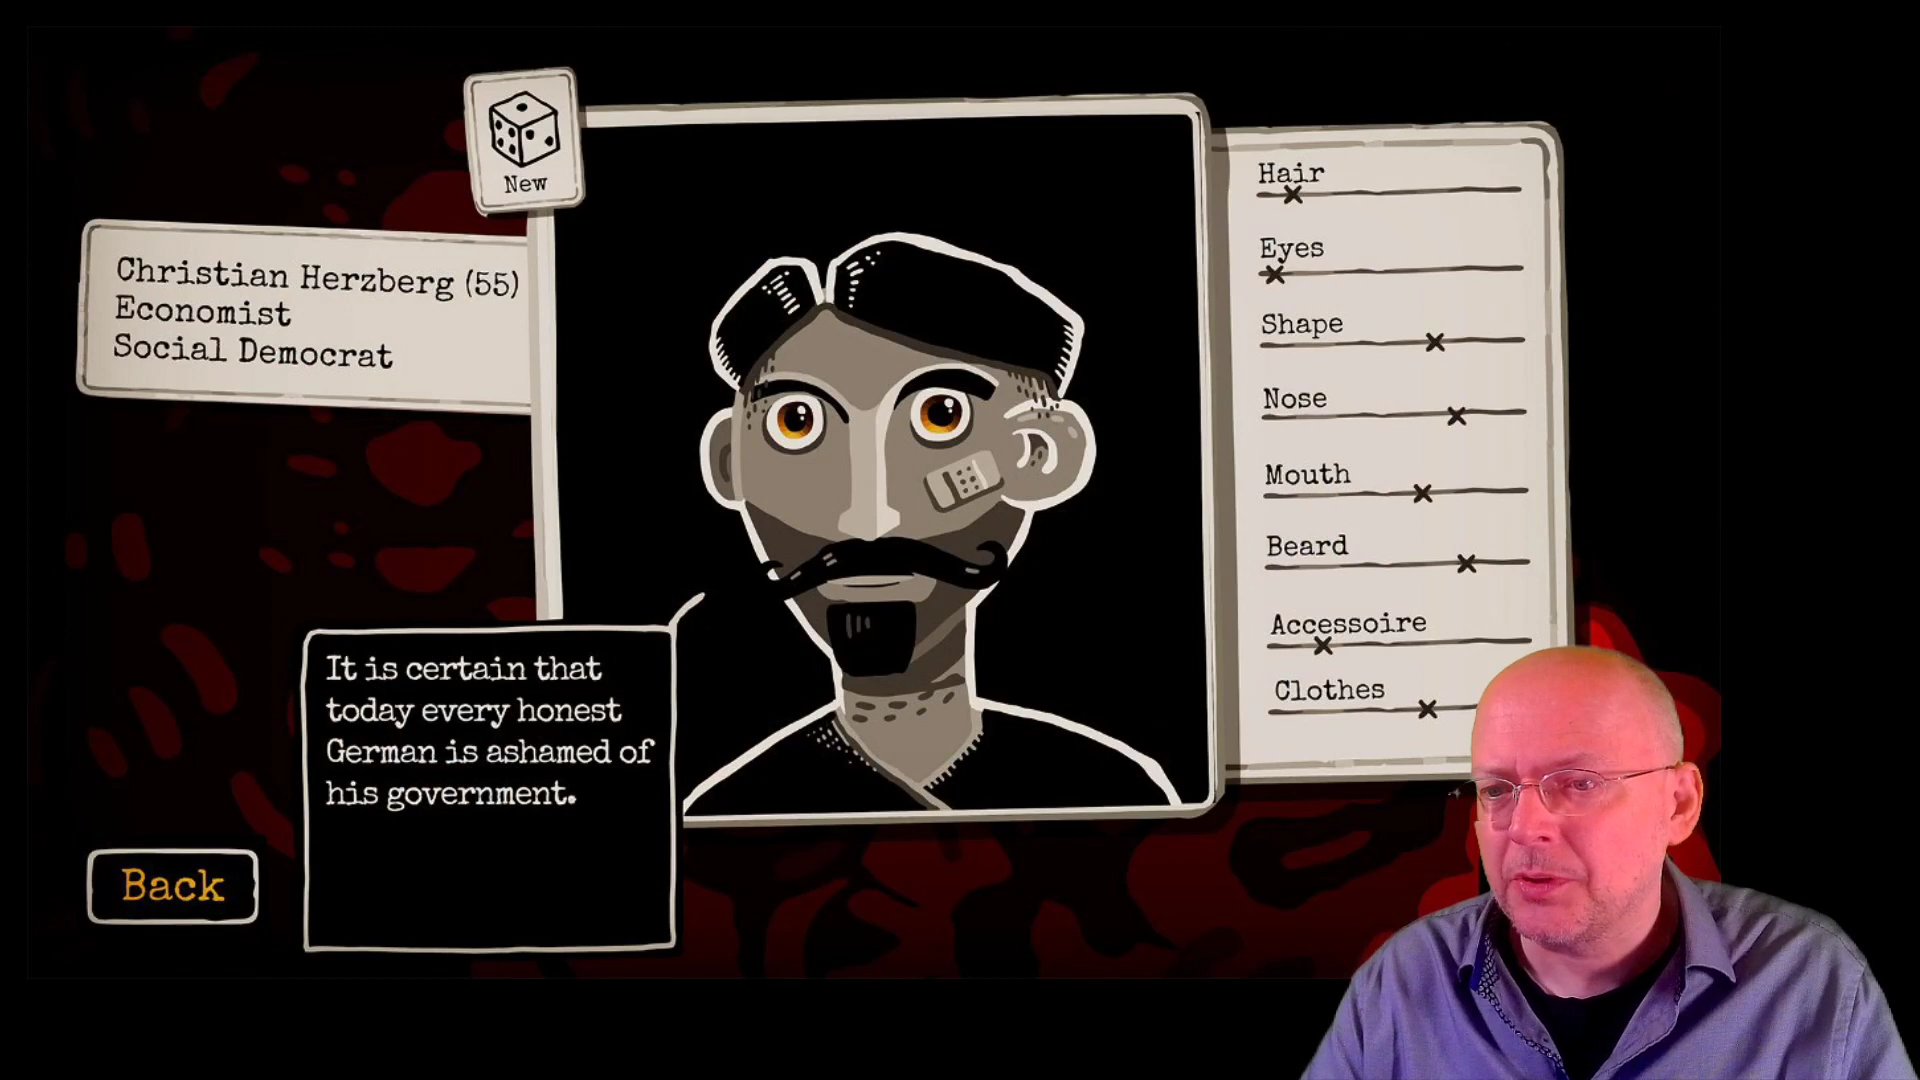 New
Christian Herzberg (55)
Economist
Social Democrat
Hair
Eyes
Shape
Nose
Mouth
Beard
Accessoire
Clothes
It is certain that
today every honest
German is ashamed of
his government.
Back